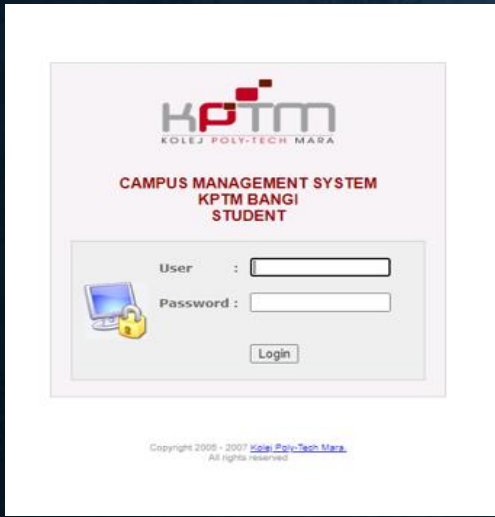 KPTM
KOLEJ POLY-TECH MARA
CAMPUS MANAGEMENT SYSTEM
KPTM BANGI
STUDENT
User :
Password :
Login
Copyright 2005 - 2007 Kolej Poly-Tech Mara.
All rights reserved